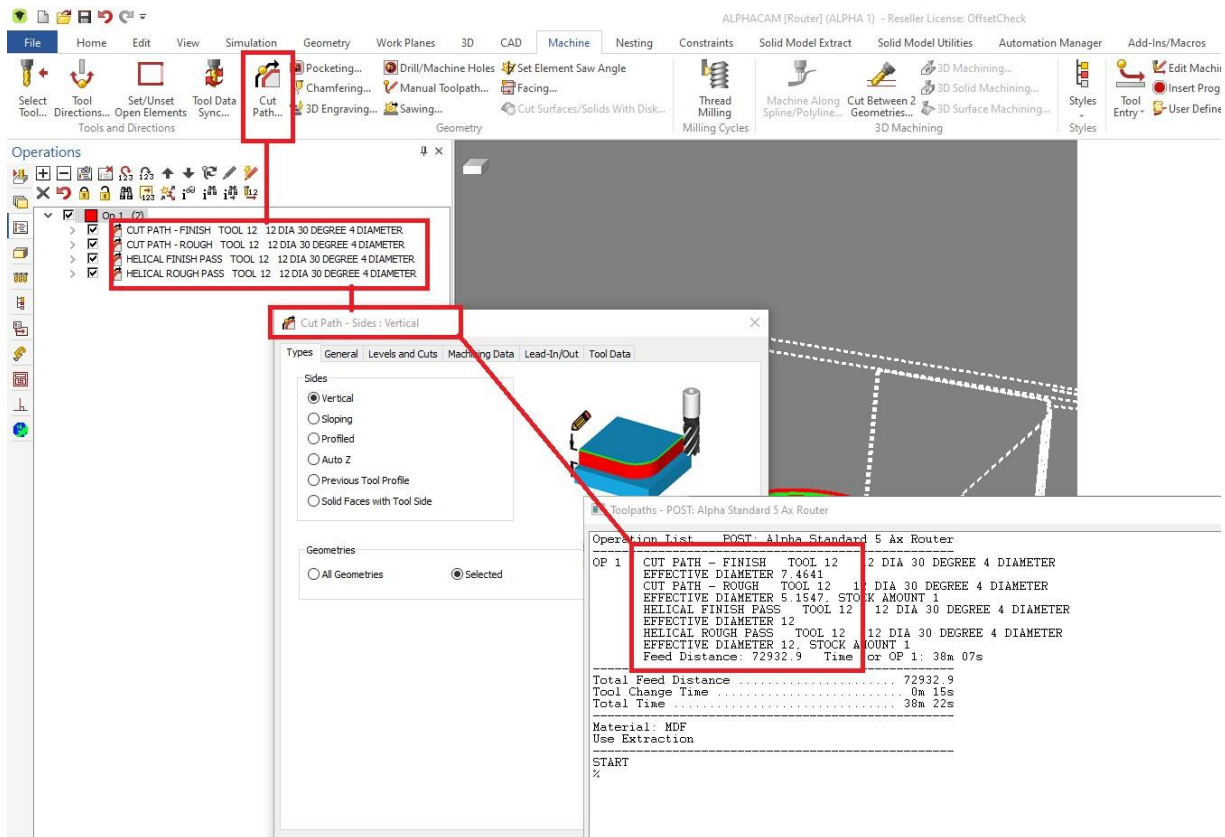 ALPHACAM [Router] (ALPHA 1) - Reseller License: OffsetCheck
File Home Edit View Simulation Geometry Work Planes 3D CAD Machine Nesting Constraints Solid Model Extract Solid Model Utilities Automation Manager Add-Ins/Macros
Select Tool...
Tool Directions...
Set/Unset Open Elements
Tool Data Sync...
Cut Path...
Pocketing...
Chamfering...
3D Engraving...
Drill/Machine Holes
Manual Toolpath...
Sawing...
Set Element Saw Angle
Facing...
Cut Surfaces/Solids With Disk...
Thread Milling
Machine Along Spline/Polyline...
Cut Between 2 Geometries...
3D Machining...
3D Solid Machining...
3D Surface Machining...
Styles
Tool Entry
Edit Machin
Insert Prog
User Define
Tools and Directions Geometry Milling Cycles 3D Machining Styles
Operations
Op 1 (?)
CUT PATH - FINISH TOOL 12 12 DIA 30 DEGREE 4 DIAMETER
CUT PATH - ROUGH TOOL 12 12 DIA 30 DEGREE 4 DIAMETER
HELICAL FINISH PASS TOOL 12 12 DIA 30 DEGREE 4 DIAMETER
HELICAL ROUGH PASS TOOL 12 12 DIA 30 DEGREE 4 DIAMETER
Cut Path - Sides : Vertical
Types General Levels and Cuts Machining Data Lead-In/Out Tool Data
Sides
Vertical
Sloping
Profiled
Auto Z
Previous Tool Profile
Solid Faces with Tool Side
Geometries
All Geometries Selected
Toolpaths - POST: Alpha Standard 5 Ax Router
Operation List POST: Alpha Standard 5 Ax Router
OP 1 CUT PATH - FINISH TOOL 12 12 DIA 30 DEGREE 4 DIAMETER
EFFECTIVE DIAMETER 7.4641
CUT PATH - ROUGH TOOL 12 12 DIA 30 DEGREE 4 DIAMETER
EFFECTIVE DIAMETER 5.1547, STOCK AMOUNT 1
HELICAL FINISH PASS TOOL 12 12 DIA 30 DEGREE 4 DIAMETER
EFFECTIVE DIAMETER 12
HELICAL ROUGH PASS TOOL 12 12 DIA 30 DEGREE 4 DIAMETER
EFFECTIVE DIAMETER 12, STOCK AMOUNT 1
Feed Distance: 72932.9 Time for OP 1: 38m 07s
Total Feed Distance ....................... 72932.9
Tool Change Time .......................... 0m 15s
Total Time ................................ 38m 22s
Material: MDF
Use Extraction
START
%